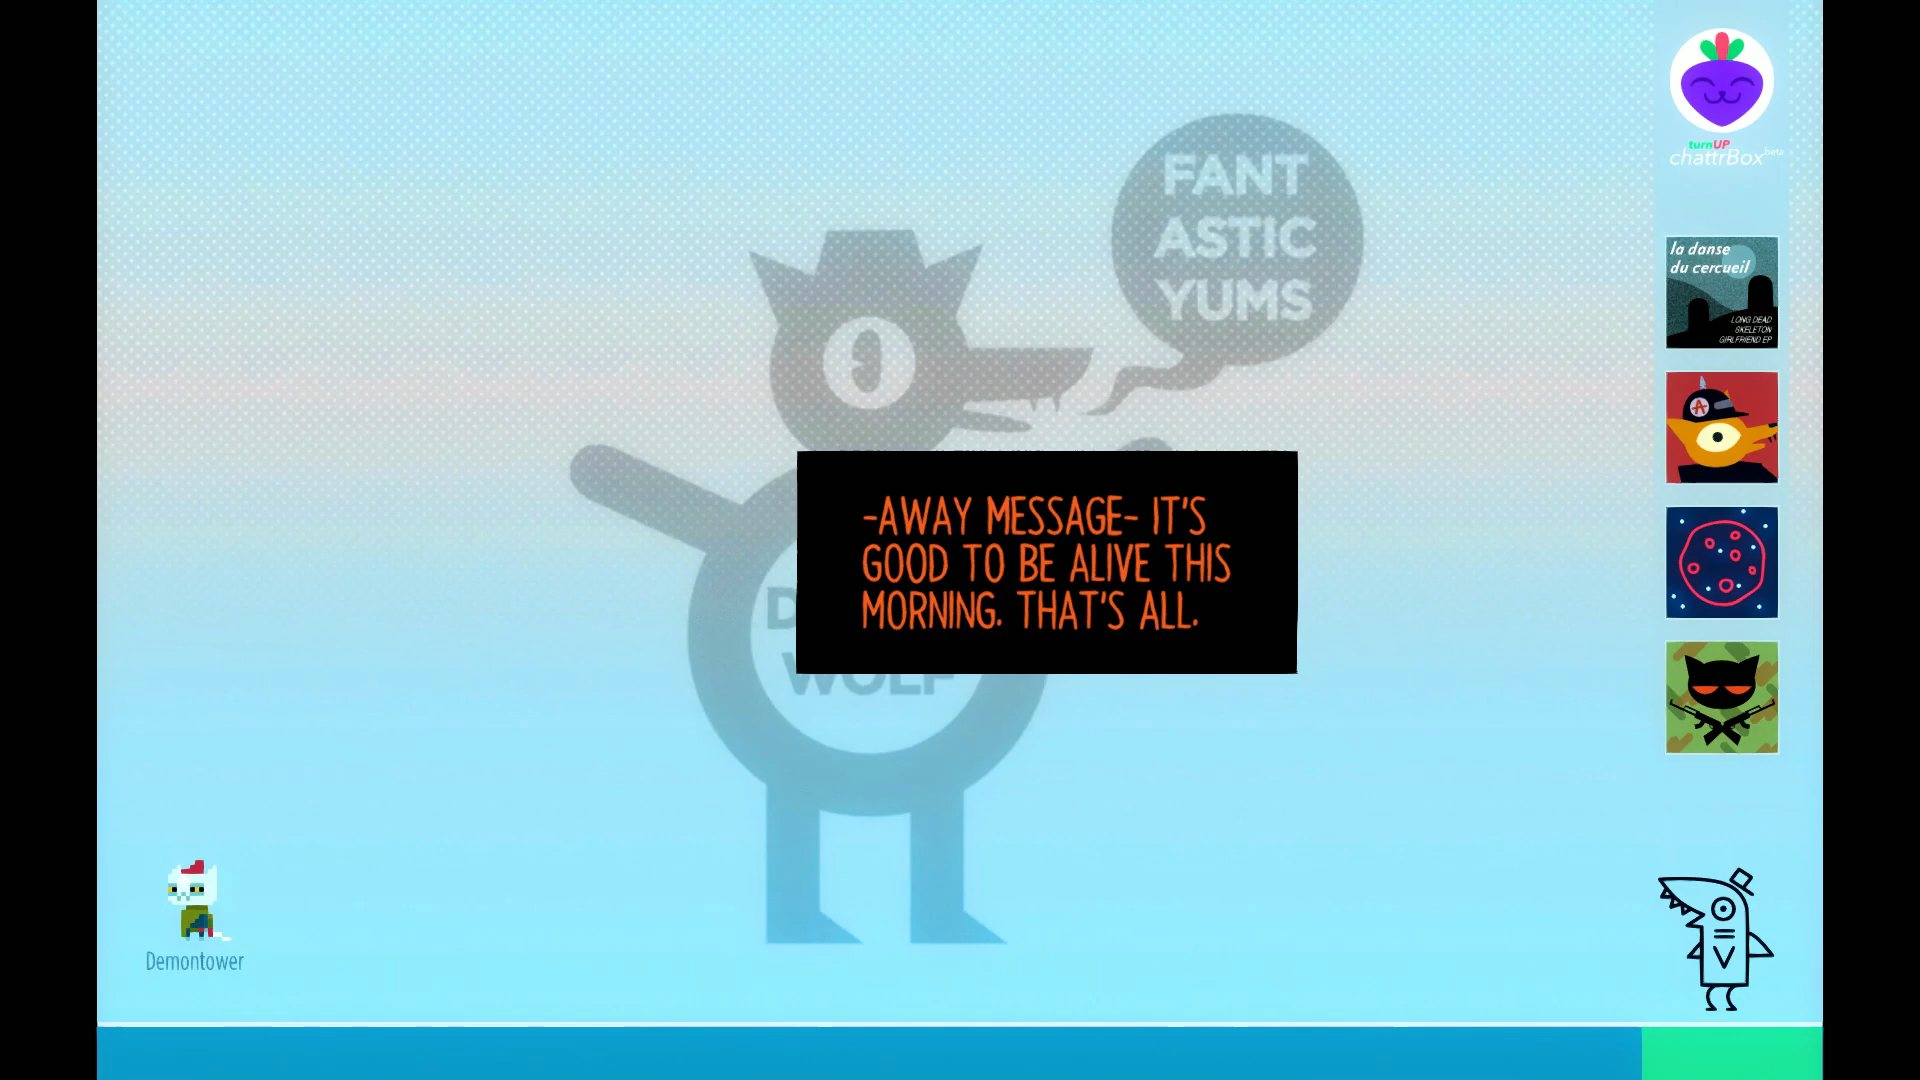 turnUP
chattrBox beta
FANT
ASTIC
YUMS
la danse
du cercueil
LONG DEAD
SKELETON
GIRLFRIEND EP
A
-AWAY MESSAGE- IT'S
GOOD TO BE ALIVE THIS
MORNING. THAT'S ALL.
D
WOLF
Demontower